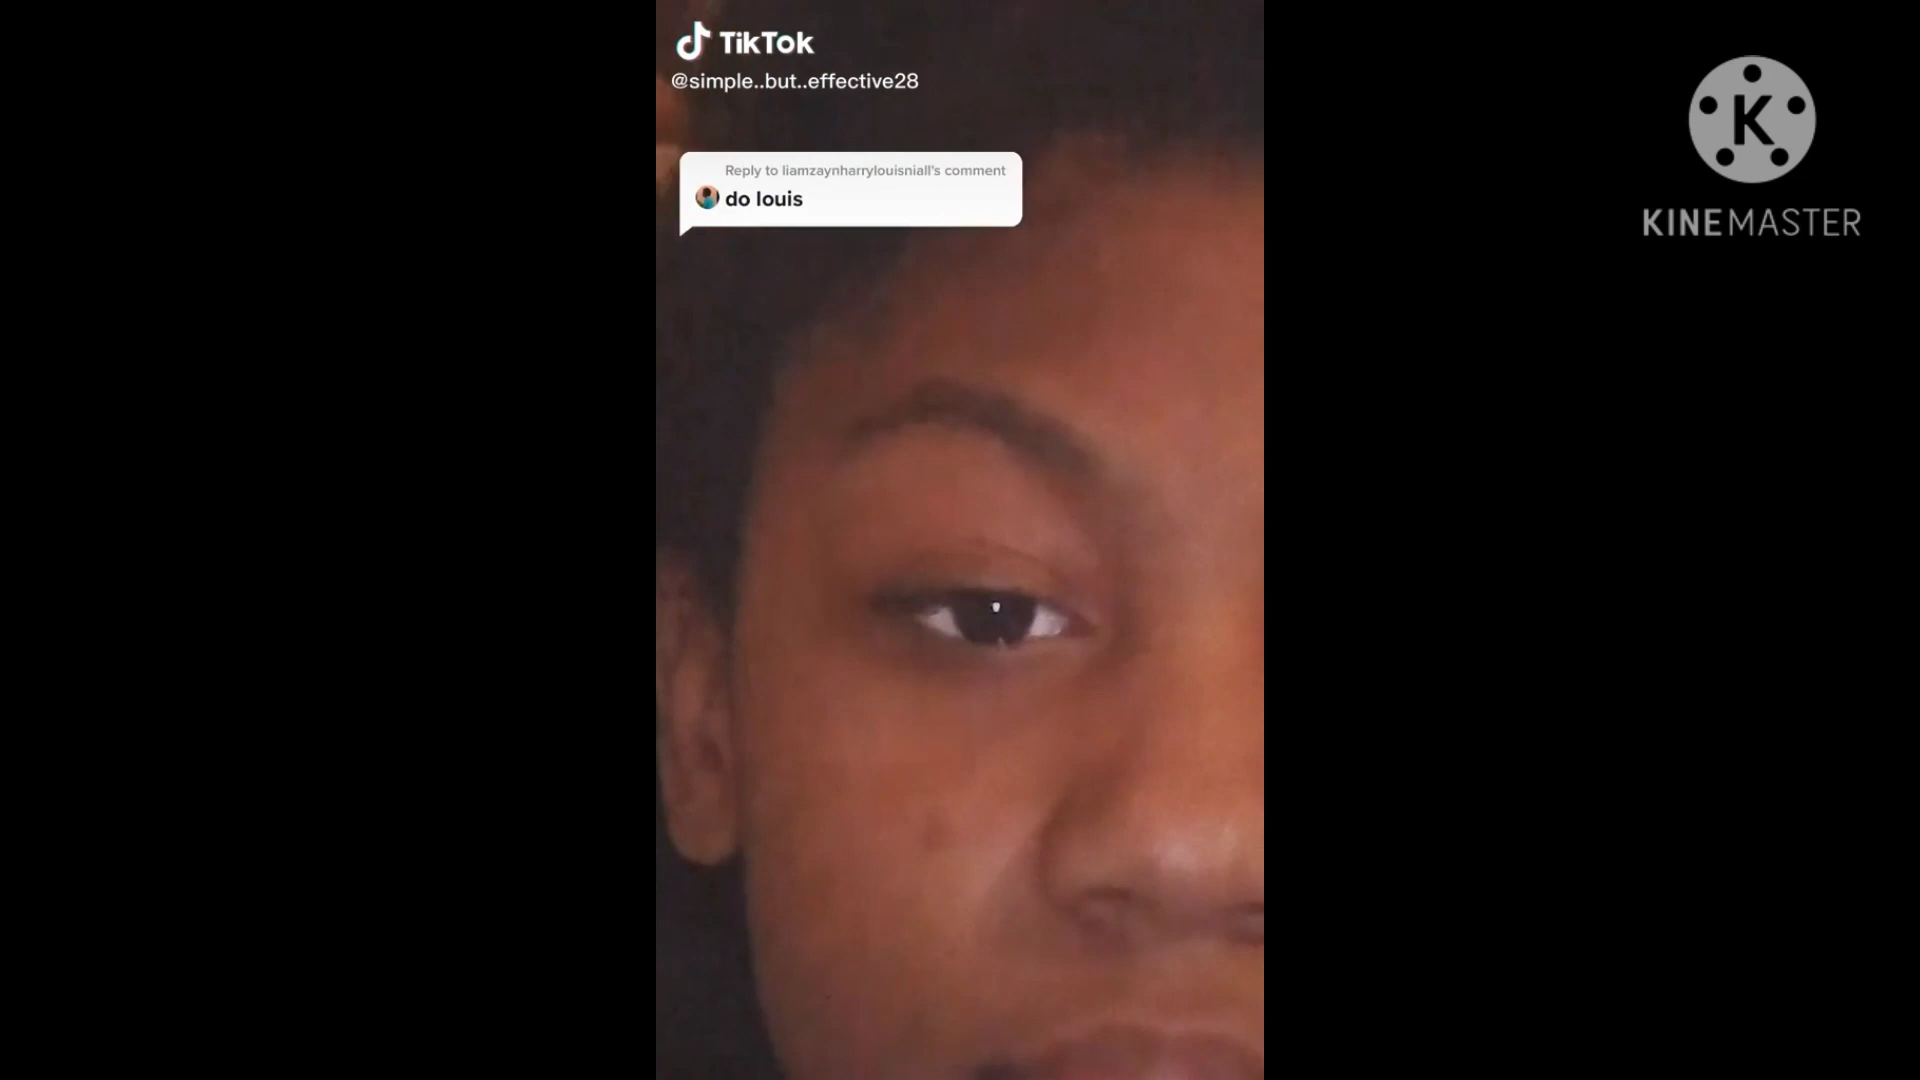 TikTok
@simple..but..effective28
Reply to liamzaynharrylouisniall's comment
do louis
K
KINEMASTER